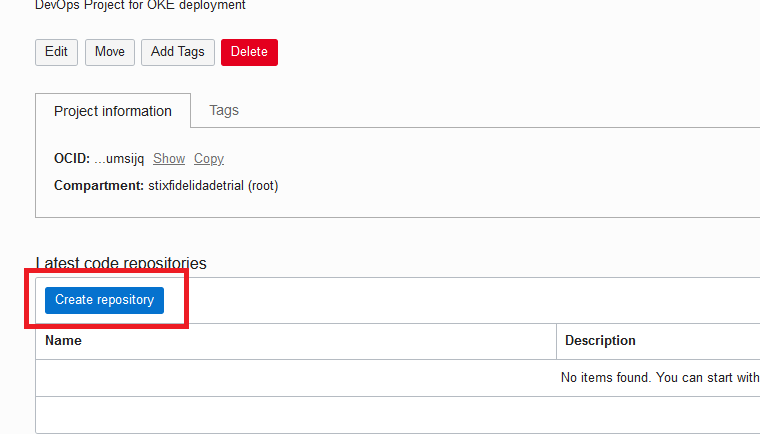 DevOps Project for OKE deployment
Edit Move Add Tags Delete
Project information Tags
OCID: ...umsijq Show Copy
Compartment: stixfidelidadetrial (root)
Latest code repositories
Create repository
Name Description
No items found. You can start with